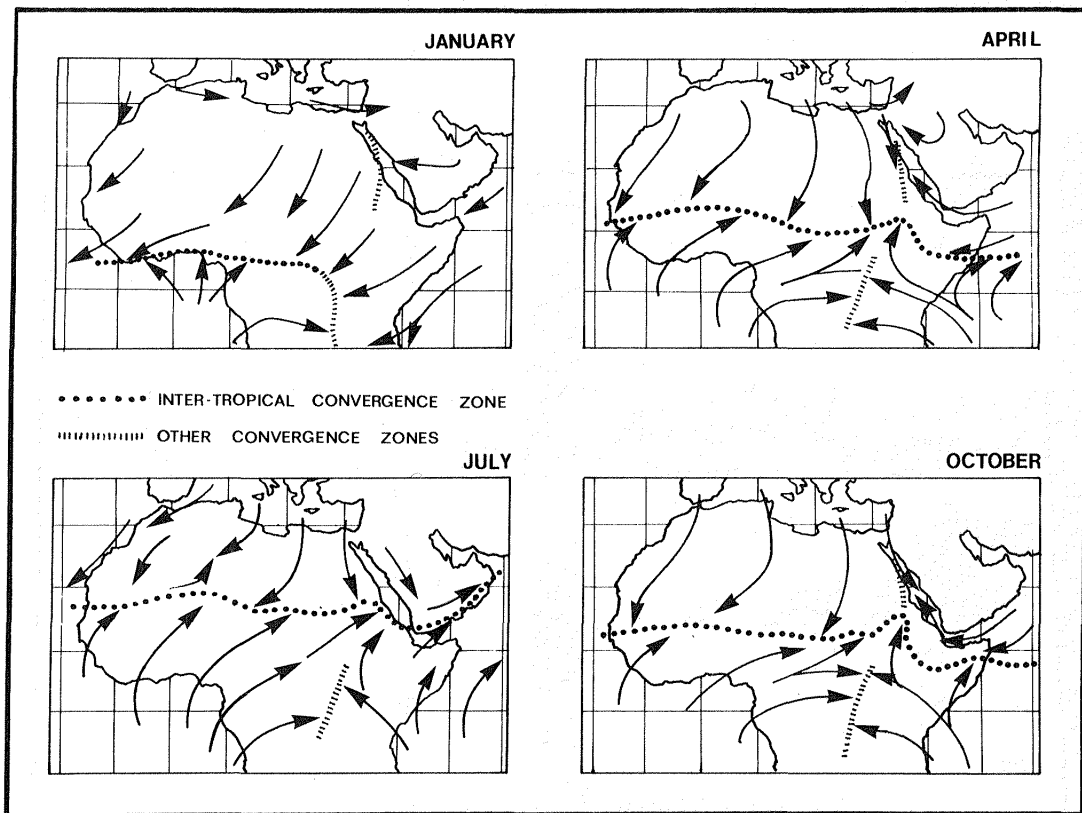 JANUARY
APRIL
INTER-TROPICAL CONVERGENCE ZONE
OTHER CONVERGENCE ZONES
JULY
OCTOBER